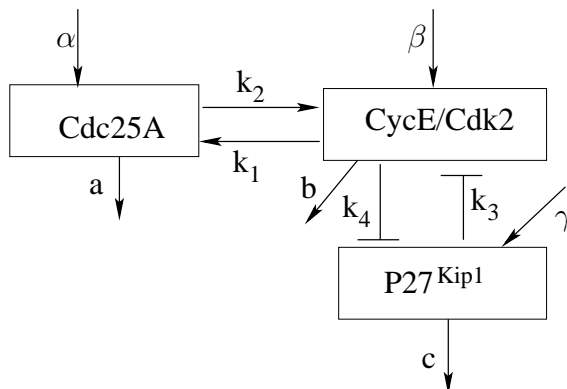 α
β
k2
Cdc25A
CycE/Cdk2
k1
a
b
k4
k3
γ
P27Kip1
c